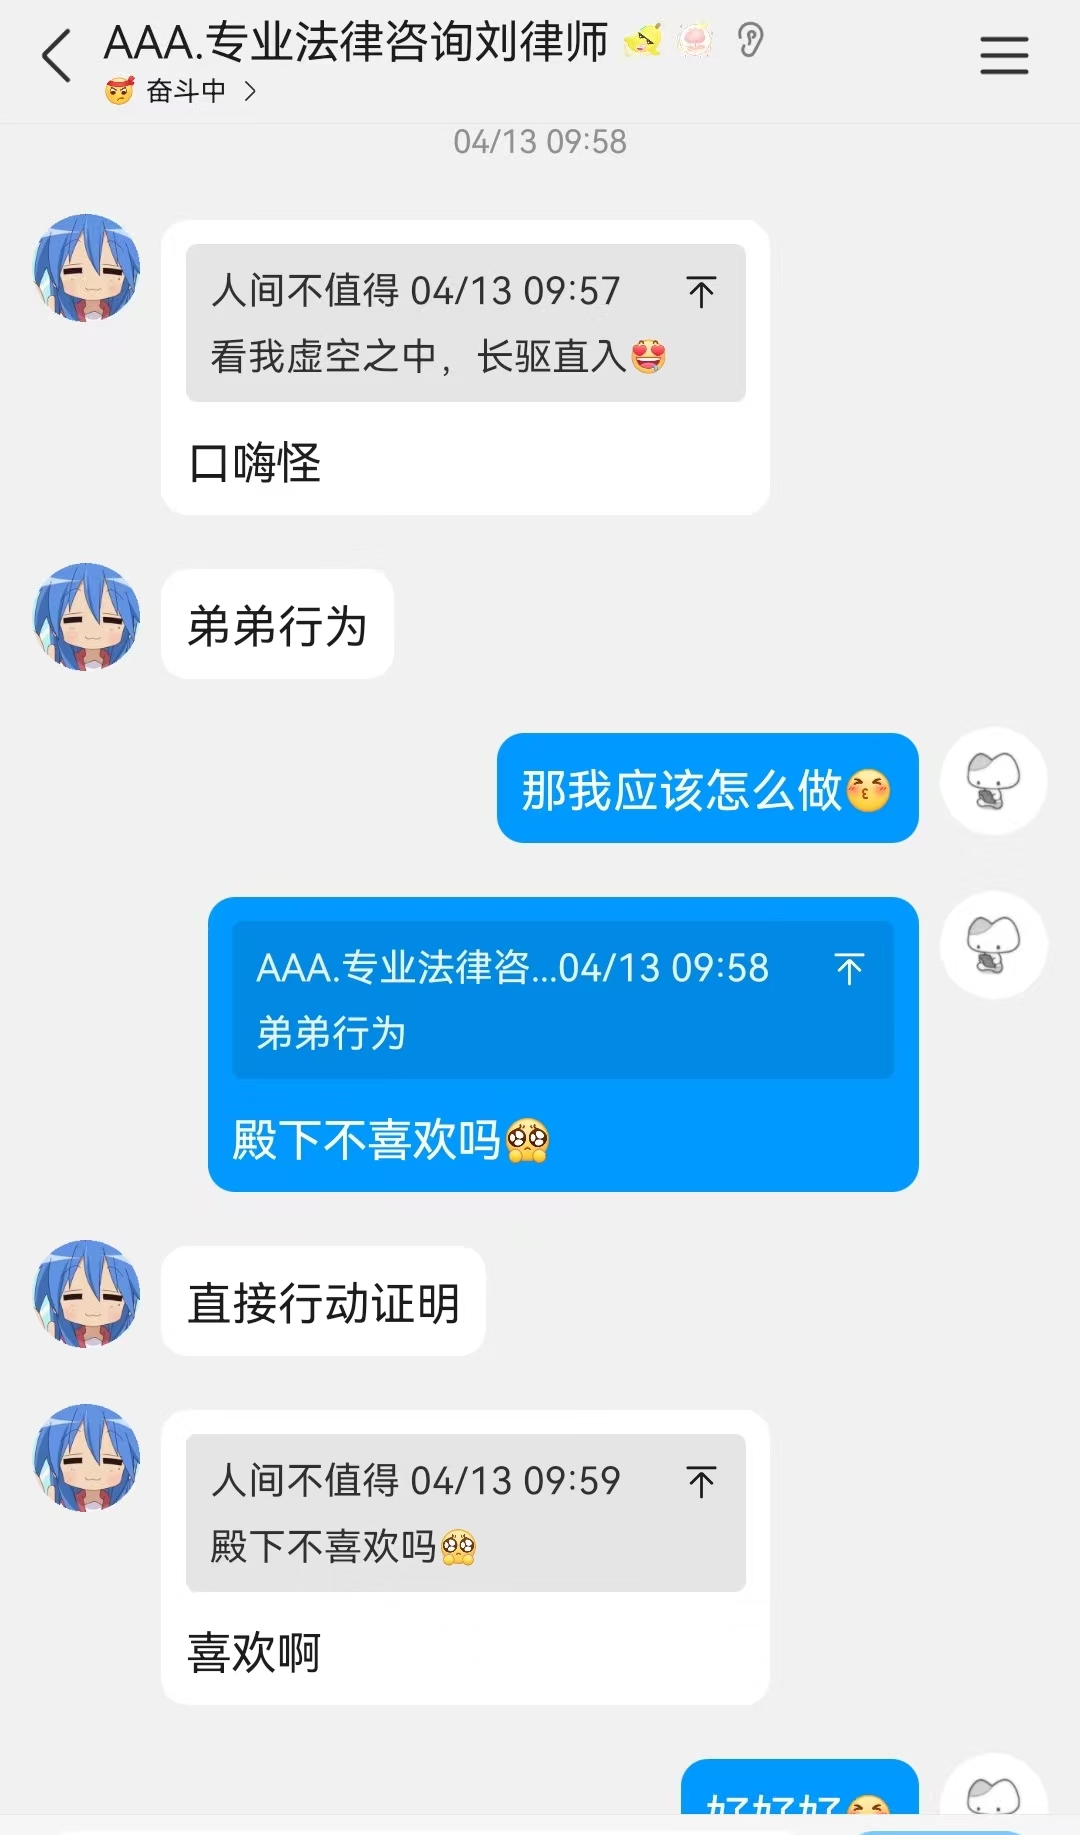 AAA.专业法律咨询刘律师
奋斗中
04/13 09:58
人间不值得 04/13 09:57
看我虚空之中，长驱直入😍
口嗨怪
弟弟行为
那我应该怎么做😚
AAA.专业法律咨...04/13 09:58
弟弟行为
殿下不喜欢吗🥺
直接行动证明
人间不值得 04/13 09:59
殿下不喜欢吗🥺
喜欢啊
好好好😚